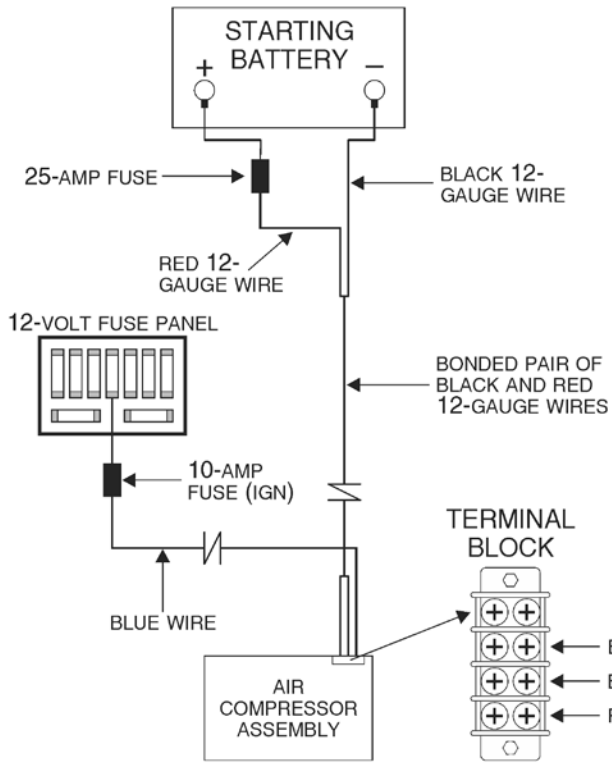 STARTING
BATTERY
+
−
25-AMP FUSE
BLACK 12-
GAUGE WIRE
RED 12-
GAUGE WIRE
12-VOLT FUSE PANEL
BONDED PAIR OF
BLACK AND RED
12-GAUGE WIRES
10-AMP
FUSE (IGN)
BLUE WIRE
TERMINAL
BLOCK
AIR
COMPRESSOR
ASSEMBLY